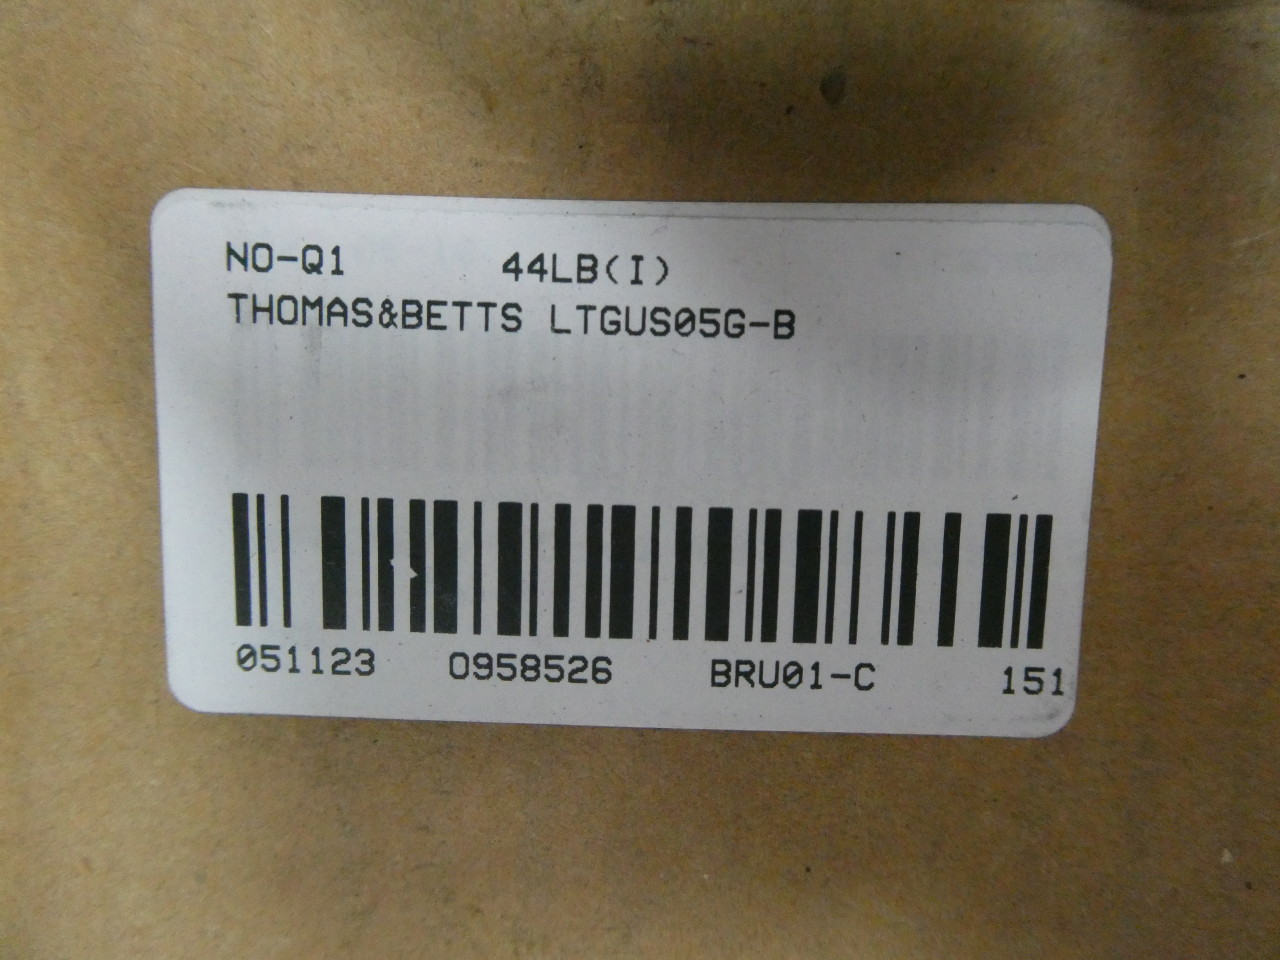 NO-Q1 44LB(I)
THOMAS&BETTS LTGUS05G-B
051123 0958526 BRU01-C 151